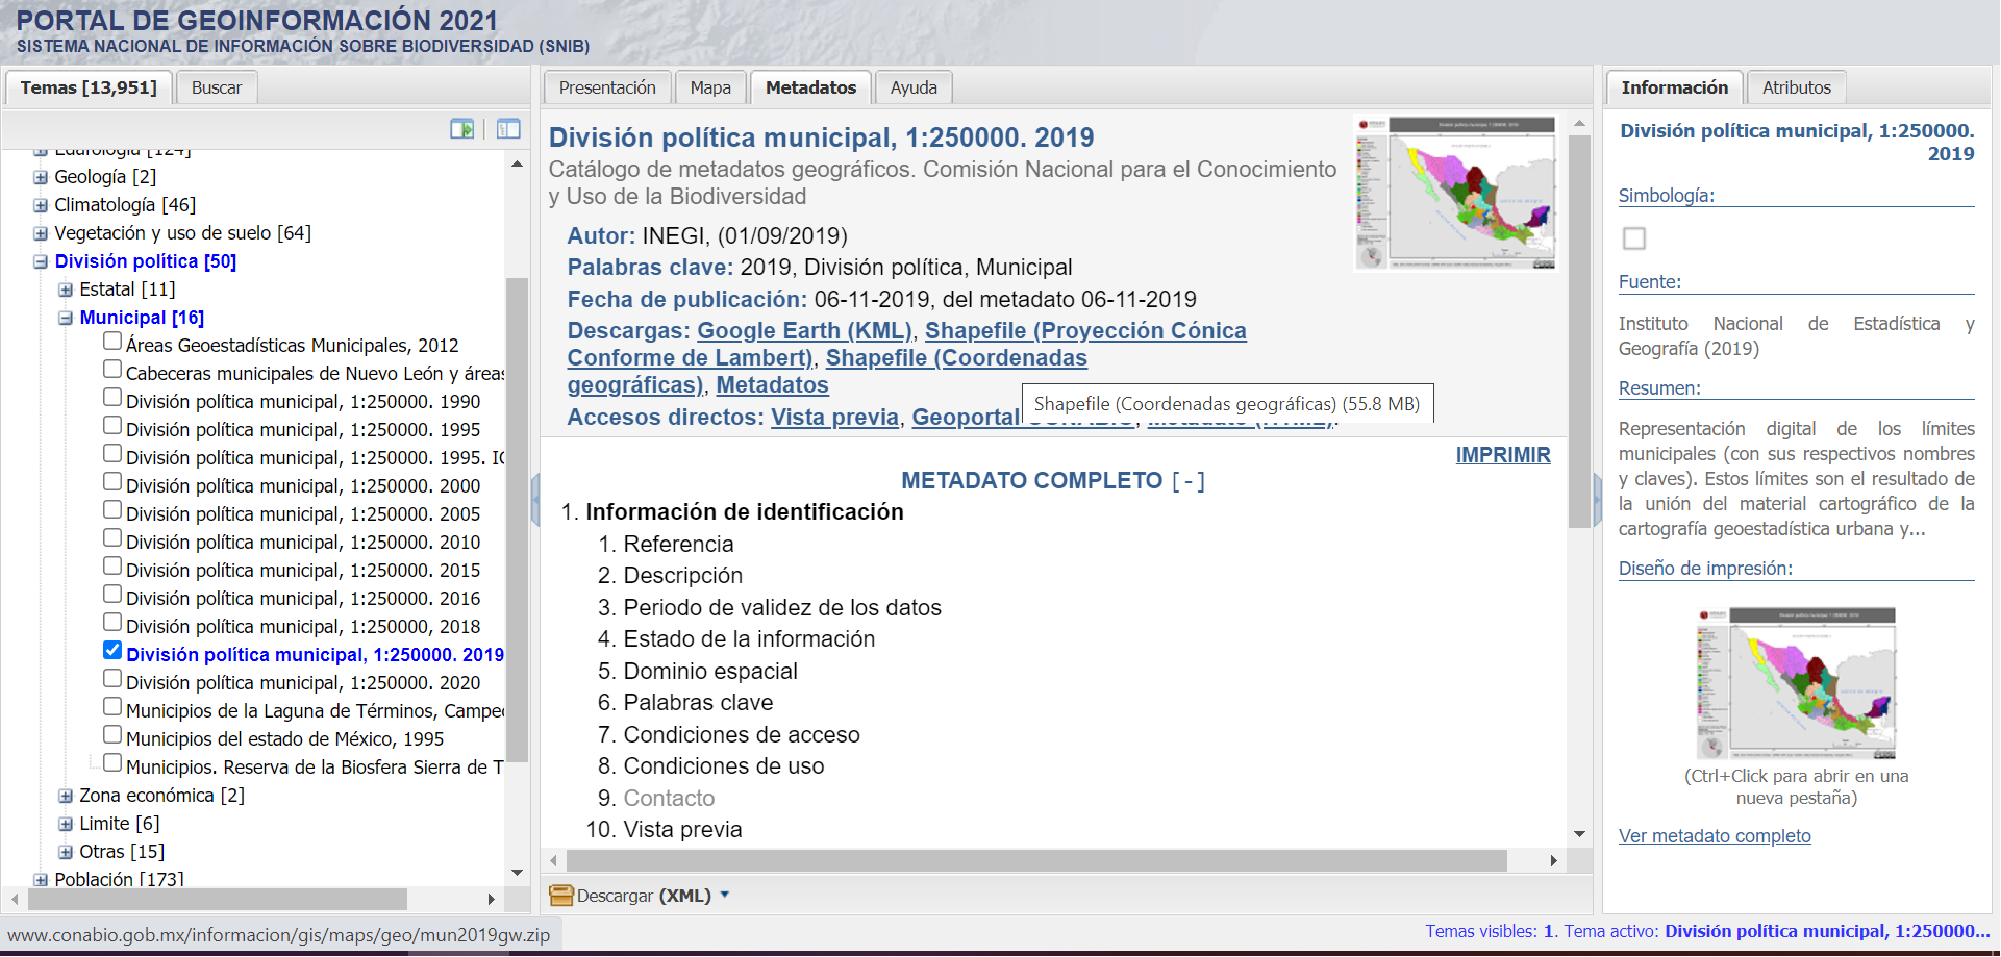 PORTAL DE GEOINFORMACIÓN 2021
SISTEMA NACIONAL DE INFORMACIÓN SOBRE BIODIVERSIDAD (SNIB)
Temas [13,951]
Buscar
Edafología [124]
Geología [2]
Climatología [46]
Vegetación y uso de suelo [64]
División política [50]
Estatal [11]
Municipal [16]
Áreas Geoestadísticas Municipales, 2012
Cabeceras municipales de Nuevo León y áreas
División política municipal, 1:250000. 1990
División política municipal, 1:250000. 1995
División política municipal, 1:250000. 1995. I
División política municipal, 1:250000. 2000
División política municipal, 1:250000. 2005
División política municipal, 1:250000. 2010
División política municipal, 1:250000. 2015
División política municipal, 1:250000. 2016
División política municipal, 1:250000, 2018
División política municipal, 1:250000. 2019
División política municipal, 1:250000. 2020
Municipios de la Laguna de Términos, Campe
Municipios del estado de México, 1995
Municipios. Reserva de la Biosfera Sierra de T
Zona económica [2]
Limite [6]
Otras [15]
Población [173]
www.conabio.gob.mx/informacion/gis/maps/geo/mun2019gw.zip
Presentación
Mapa
Metadatos
Ayuda
División política municipal, 1:250000. 2019
Catálogo de metadatos geográficos. Comisión Nacional para el Conocimiento
y Uso de la Biodiversidad
Autor: INEGI, (01/09/2019)
Palabras clave: 2019, División política, Municipal
Fecha de publicación: 06-11-2019, del metadato 06-11-2019
Descargas: Google Earth (KML), Shapefile (Proyección Cónica
Conforme de Lambert), Shapefile (Coordenadas
geográficas), Metadatos
Shapefile (Coordenadas geográficas) (55.8 MB)
Accesos directos: Vista previa, Geoportal
IMPRIMIR
METADATO COMPLETO [-]
1. Información de identificación
1. Referencia
2. Descripción
3. Periodo de validez de los datos
4. Estado de la información
5. Dominio espacial
6. Palabras clave
7. Condiciones de acceso
8. Condiciones de uso
9. Contacto
10. Vista previa
Descargar (XML)
Información
Atributos
División política municipal, 1:250000.
2019
Simbología:
Fuente:
Instituto Nacional de Estadística y
Geografía (2019)
Resumen:
Representación digital de los límites
municipales (con sus respectivos nombres
y claves). Estos límites son el resultado de
la unión del material cartográfico de la
cartografía geoestadística urbana y...
Diseño de impresión:
(Ctrl+Click para abrir en una
nueva pestaña)
Ver metadato completo
Temas visibles: 1. Tema activo: División política municipal, 1:250000...